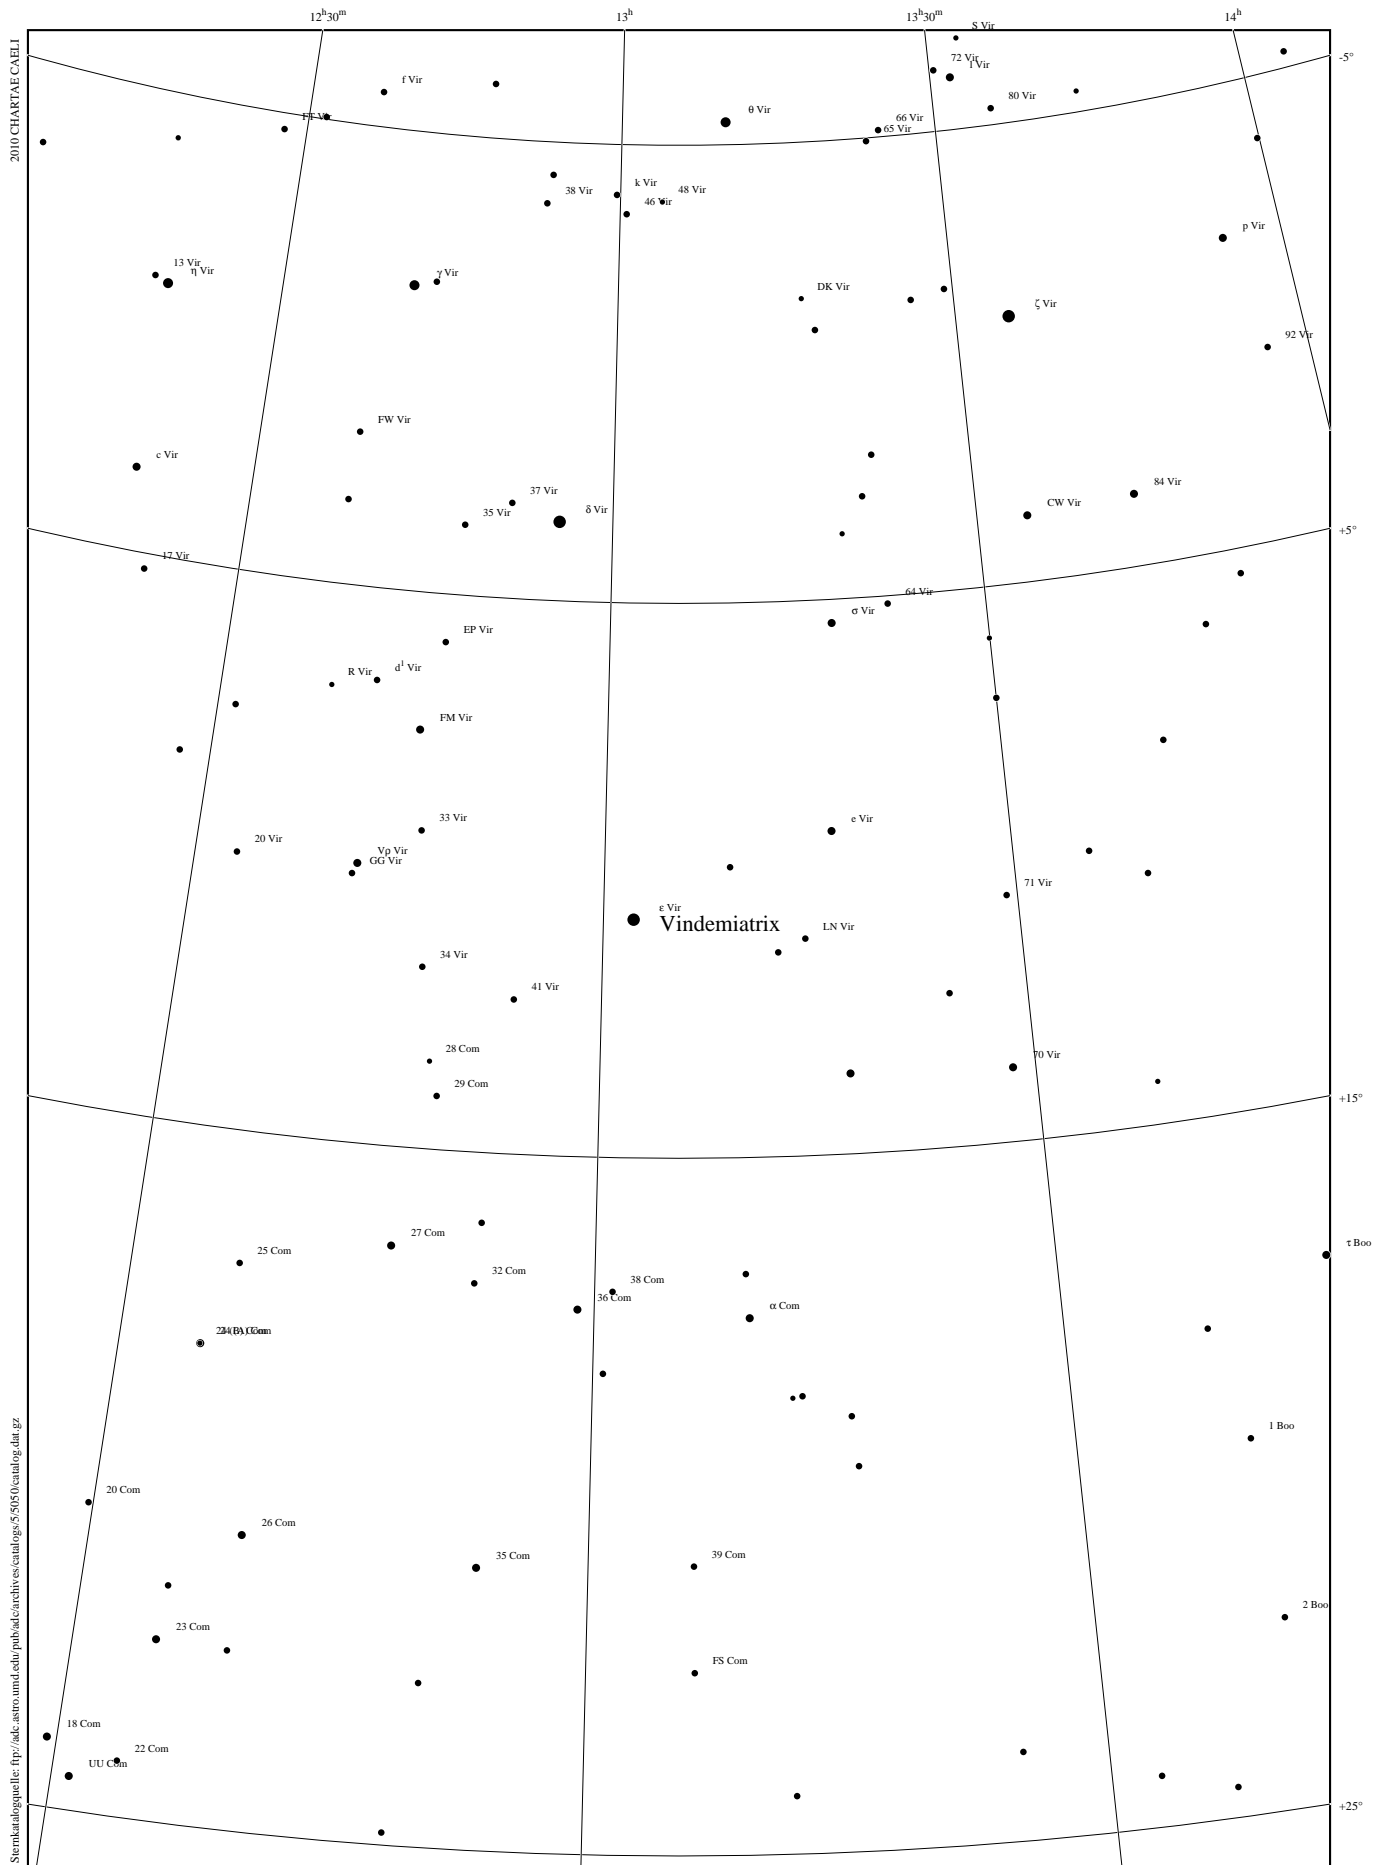 12h30m
13h
13h30m
14h
2010 CHARTAE CAELI
S Vir
-5°
72 Vir
l Vir
f Vir
80 Vir
θ Vir
FT Vir
66 Vir
65 Vir
k Vir
38 Vir
48 Vir
46 Vir
p Vir
13 Vir
η Vir
γ Vir
DK Vir
ζ Vir
92 Vir
FW Vir
c Vir
84 Vir
37 Vir
CW Vir
δ Vir
35 Vir
+5°
17 Vir
64 Vir
σ Vir
EP Vir
d1 Vir
R Vir
FM Vir
33 Vir
e Vir
20 Vir
ρ Vir
GG Vir
71 Vir
ε Vir
Vindemiatrix
LN Vir
34 Vir
41 Vir
28 Com
70 Vir
29 Com
+15°
27 Com
τ Boo
25 Com
32 Com
38 Com
36 Com
α Com
1 Boo
20 Com
26 Com
35 Com
39 Com
2 Boo
23 Com
FS Com
18 Com
22 Com
UU Com
+25°
Sternkatalogquelle: ftp://adc.astro.umd.edu/pub/adc/archives/catalogs/5/5050/catalog.dat.gz